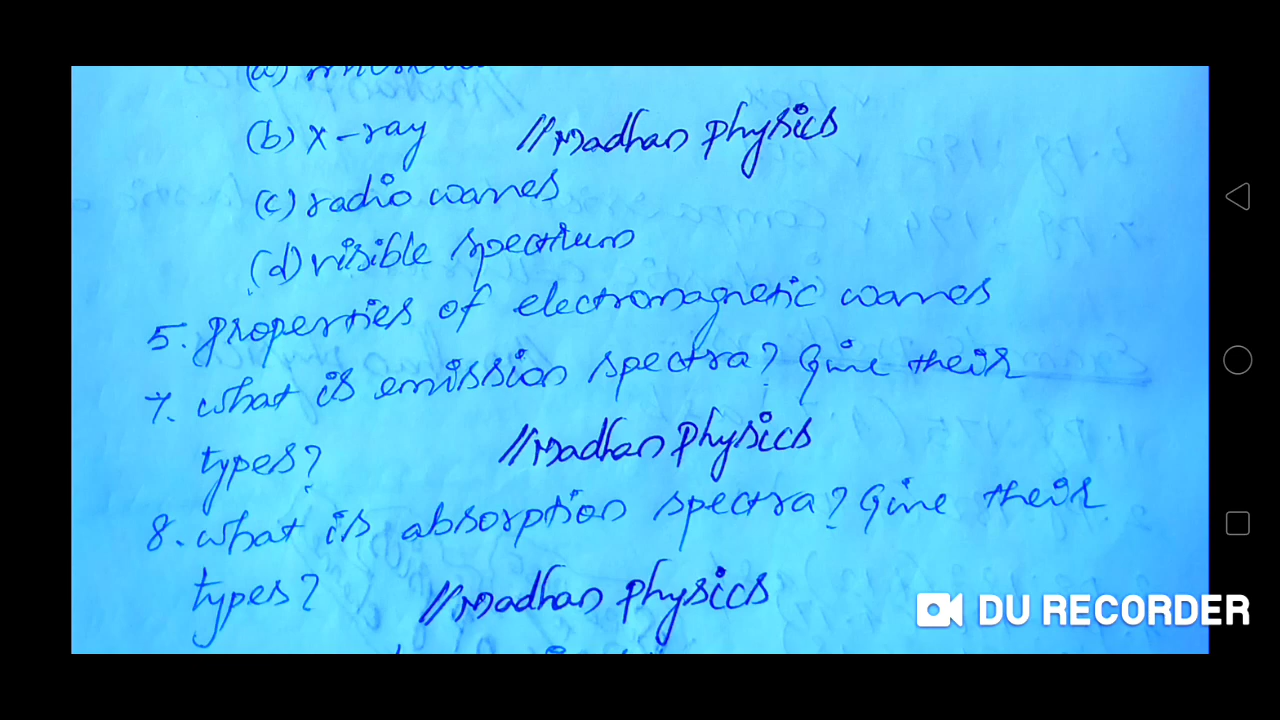 (b) x-ray //Madhan physics
(c) radio waves
(d) visible spectrum
5. properties of electromagnetic waves
7. what is emission spectra? Give their
types? //Madhan physics
8. what is absorption spectra? Give their
types? //Madhan physics
DU RECORDER